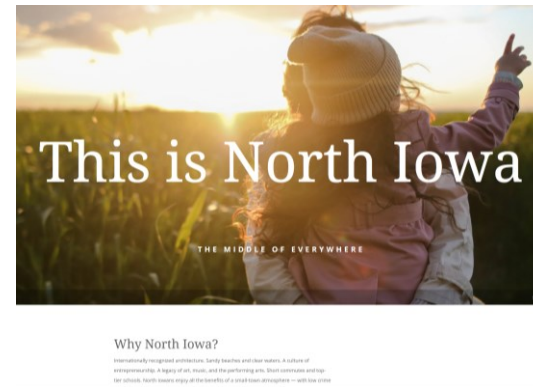 This is North Iowa
THE MIDDLE OF EVERYWHERE
Why North Iowa?
Internationally recognized architecture. Sandy beaches and clear waters. A culture of
entrepreneurship. A legacy of art, music, and the performing arts. Short commutes and top-
tier schools. North Iowans enjoy all the benefits of a small town atmosphere — with low crime